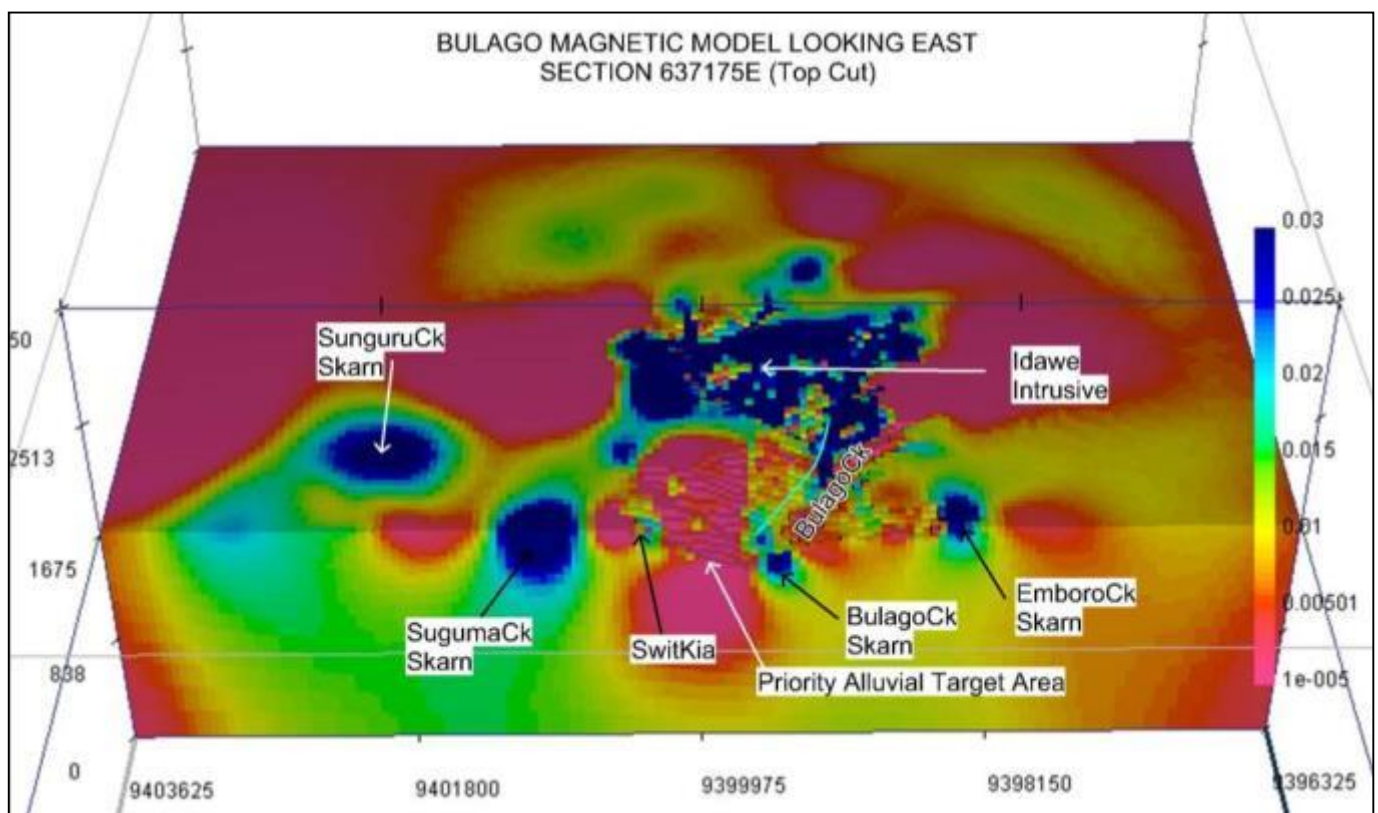 BULAGO MAGNETIC MODEL LOOKING EAST
SECTION 637175E (Top Cut)
0.03
0.025
50
SunguruCk
Skarn
Idawe
Intrusive
0.02
2513
0.015
BulagoCk
0.01
1675
SugumaCk
Skarn
SwitKia
BulagoCk
Skarn
EmboroCk
Skarn
0.00501
838
Priority Alluvial Target Area
1e-005
0
9403625
9401800
9399975
9398150
9396325